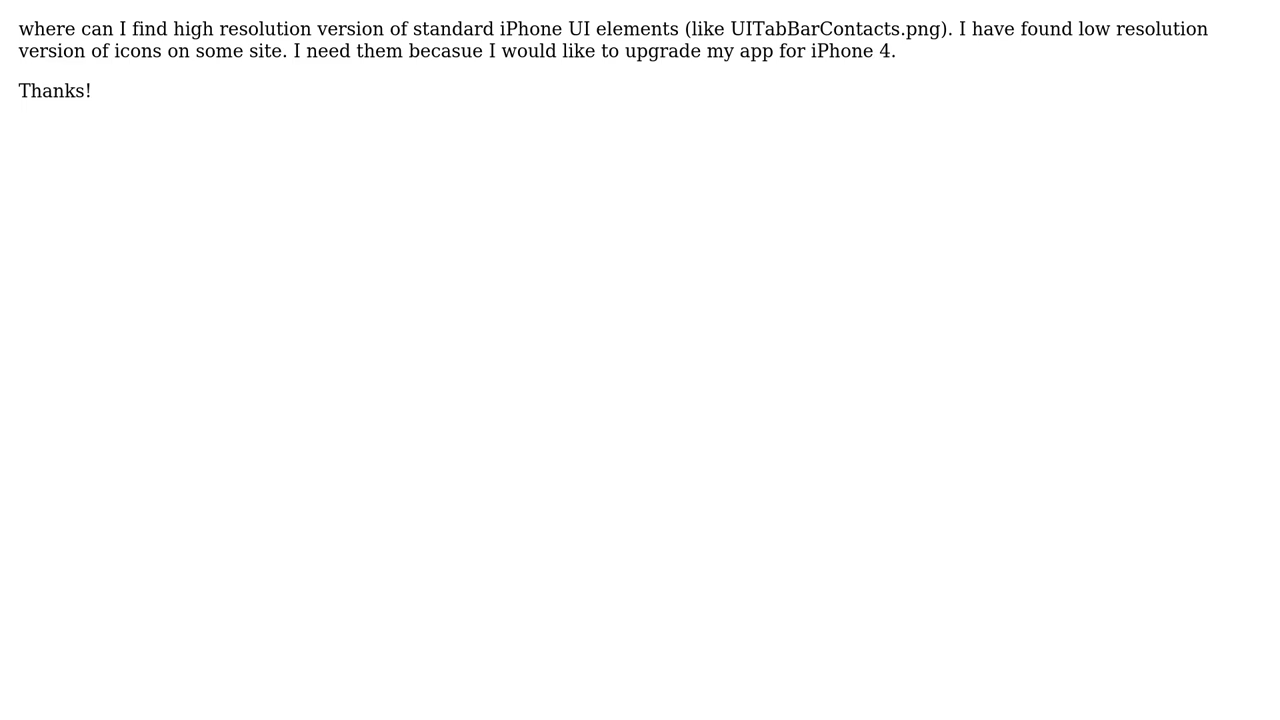 where can I find high resolution version of standard iPhone UI elements (like UITabBarContacts.png). I have found low resolution
version of icons on some site. I need them becasue I would like to upgrade my app for iPhone 4.
Thanks!